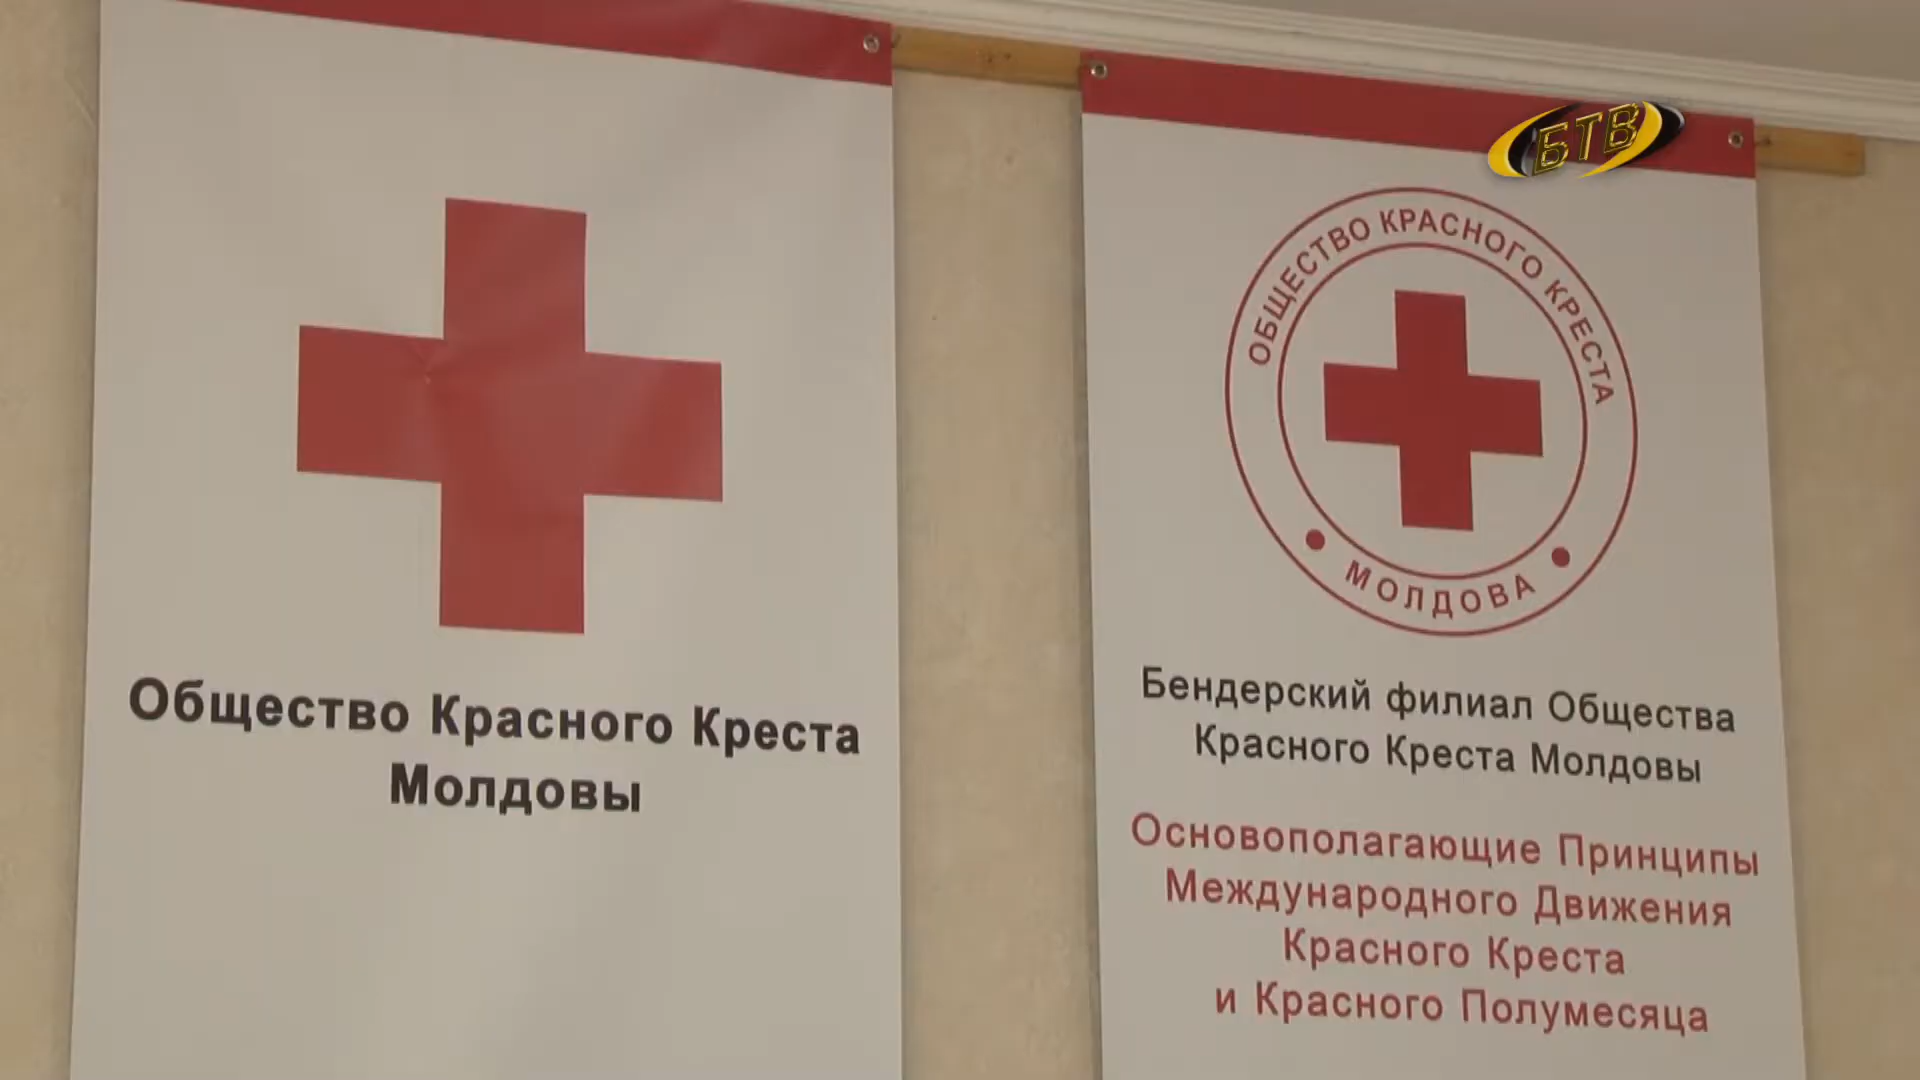 Общество Красного Креста
Молдовы
БТВ
ОБЩЕСТВО КРАСНОГО КРЕСТА
МОЛДОВА
Бендерский филиал Общества
Красного Креста Молдовы
Основополагающие Принципы
Международного Движения
Красного Креста
и Красного Полумесяца